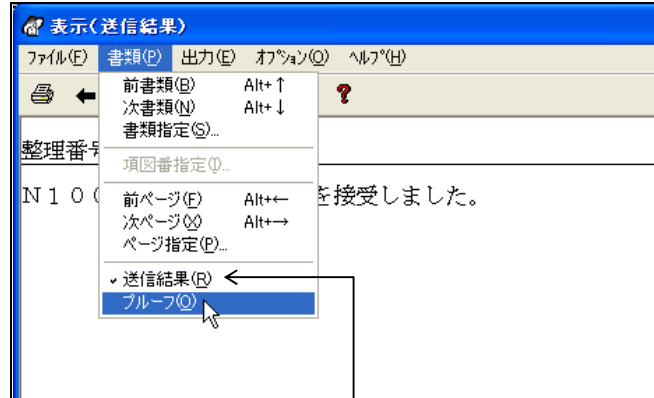 表示(送信結果)
ファイル(F) 書類(P) 出力(E) オプション(O) ヘルプ(H)
?
前書類(B) Alt+↑
次書類(N) Alt+↓
書類指定(S)...
整理番号
項図番指定(I)...
N10 を接受しました。
前ページ(F) Alt+←
次ページ(X) Alt+→
ページ指定(P)...
✓送信結果(R)
プルーフ(O)